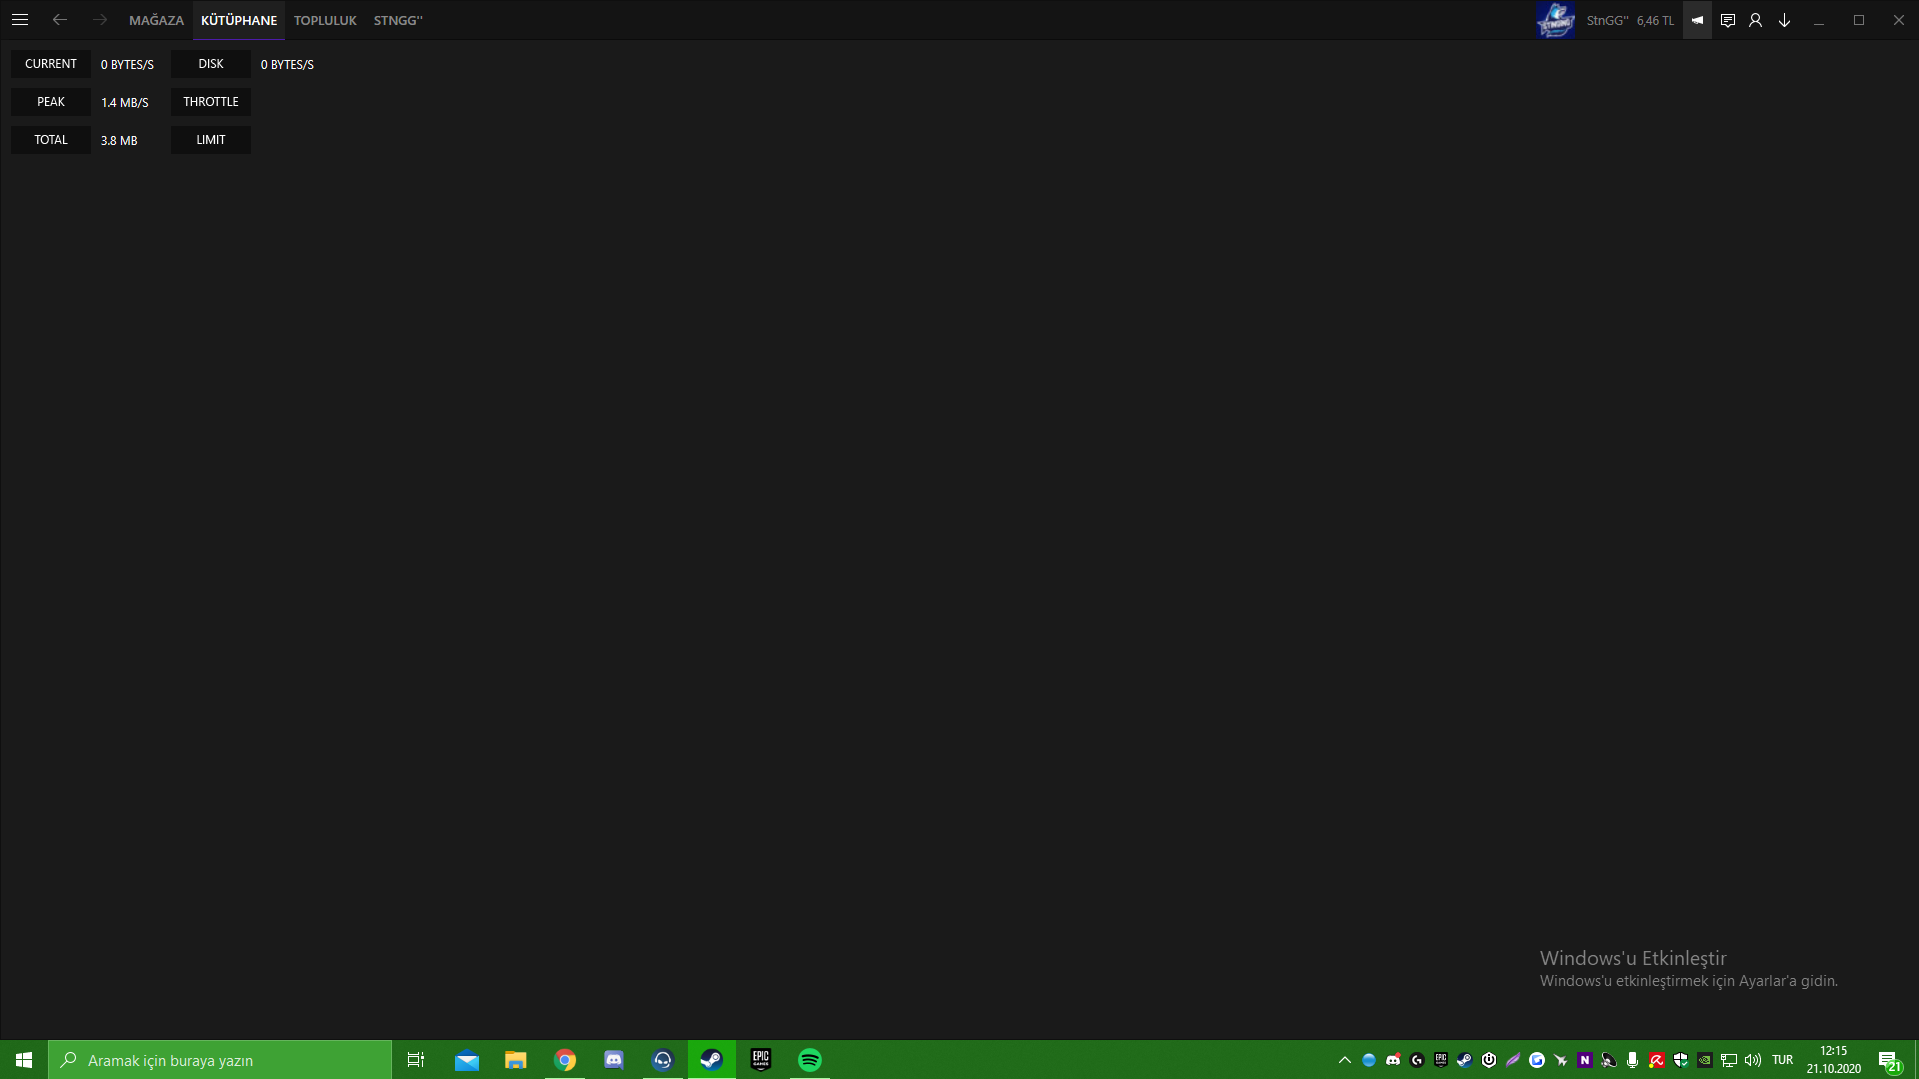 MAĞAZA KÜTÜPHANE TOPLULUK STNGG'' StnGG'' 6,46 TL
CURRENT 0 BYTES/S DISK 0 BYTES/S
PEAK 1.4 MB/S THROTTLE
TOTAL 3.8 MB LIMIT
Windows'u Etkinleştir
Windows'u etkinleştirmek için Ayarlar'a gidin.
Aramak için buraya yazın
EPIC GAMES
TUR
12:15
21.10.2020
21